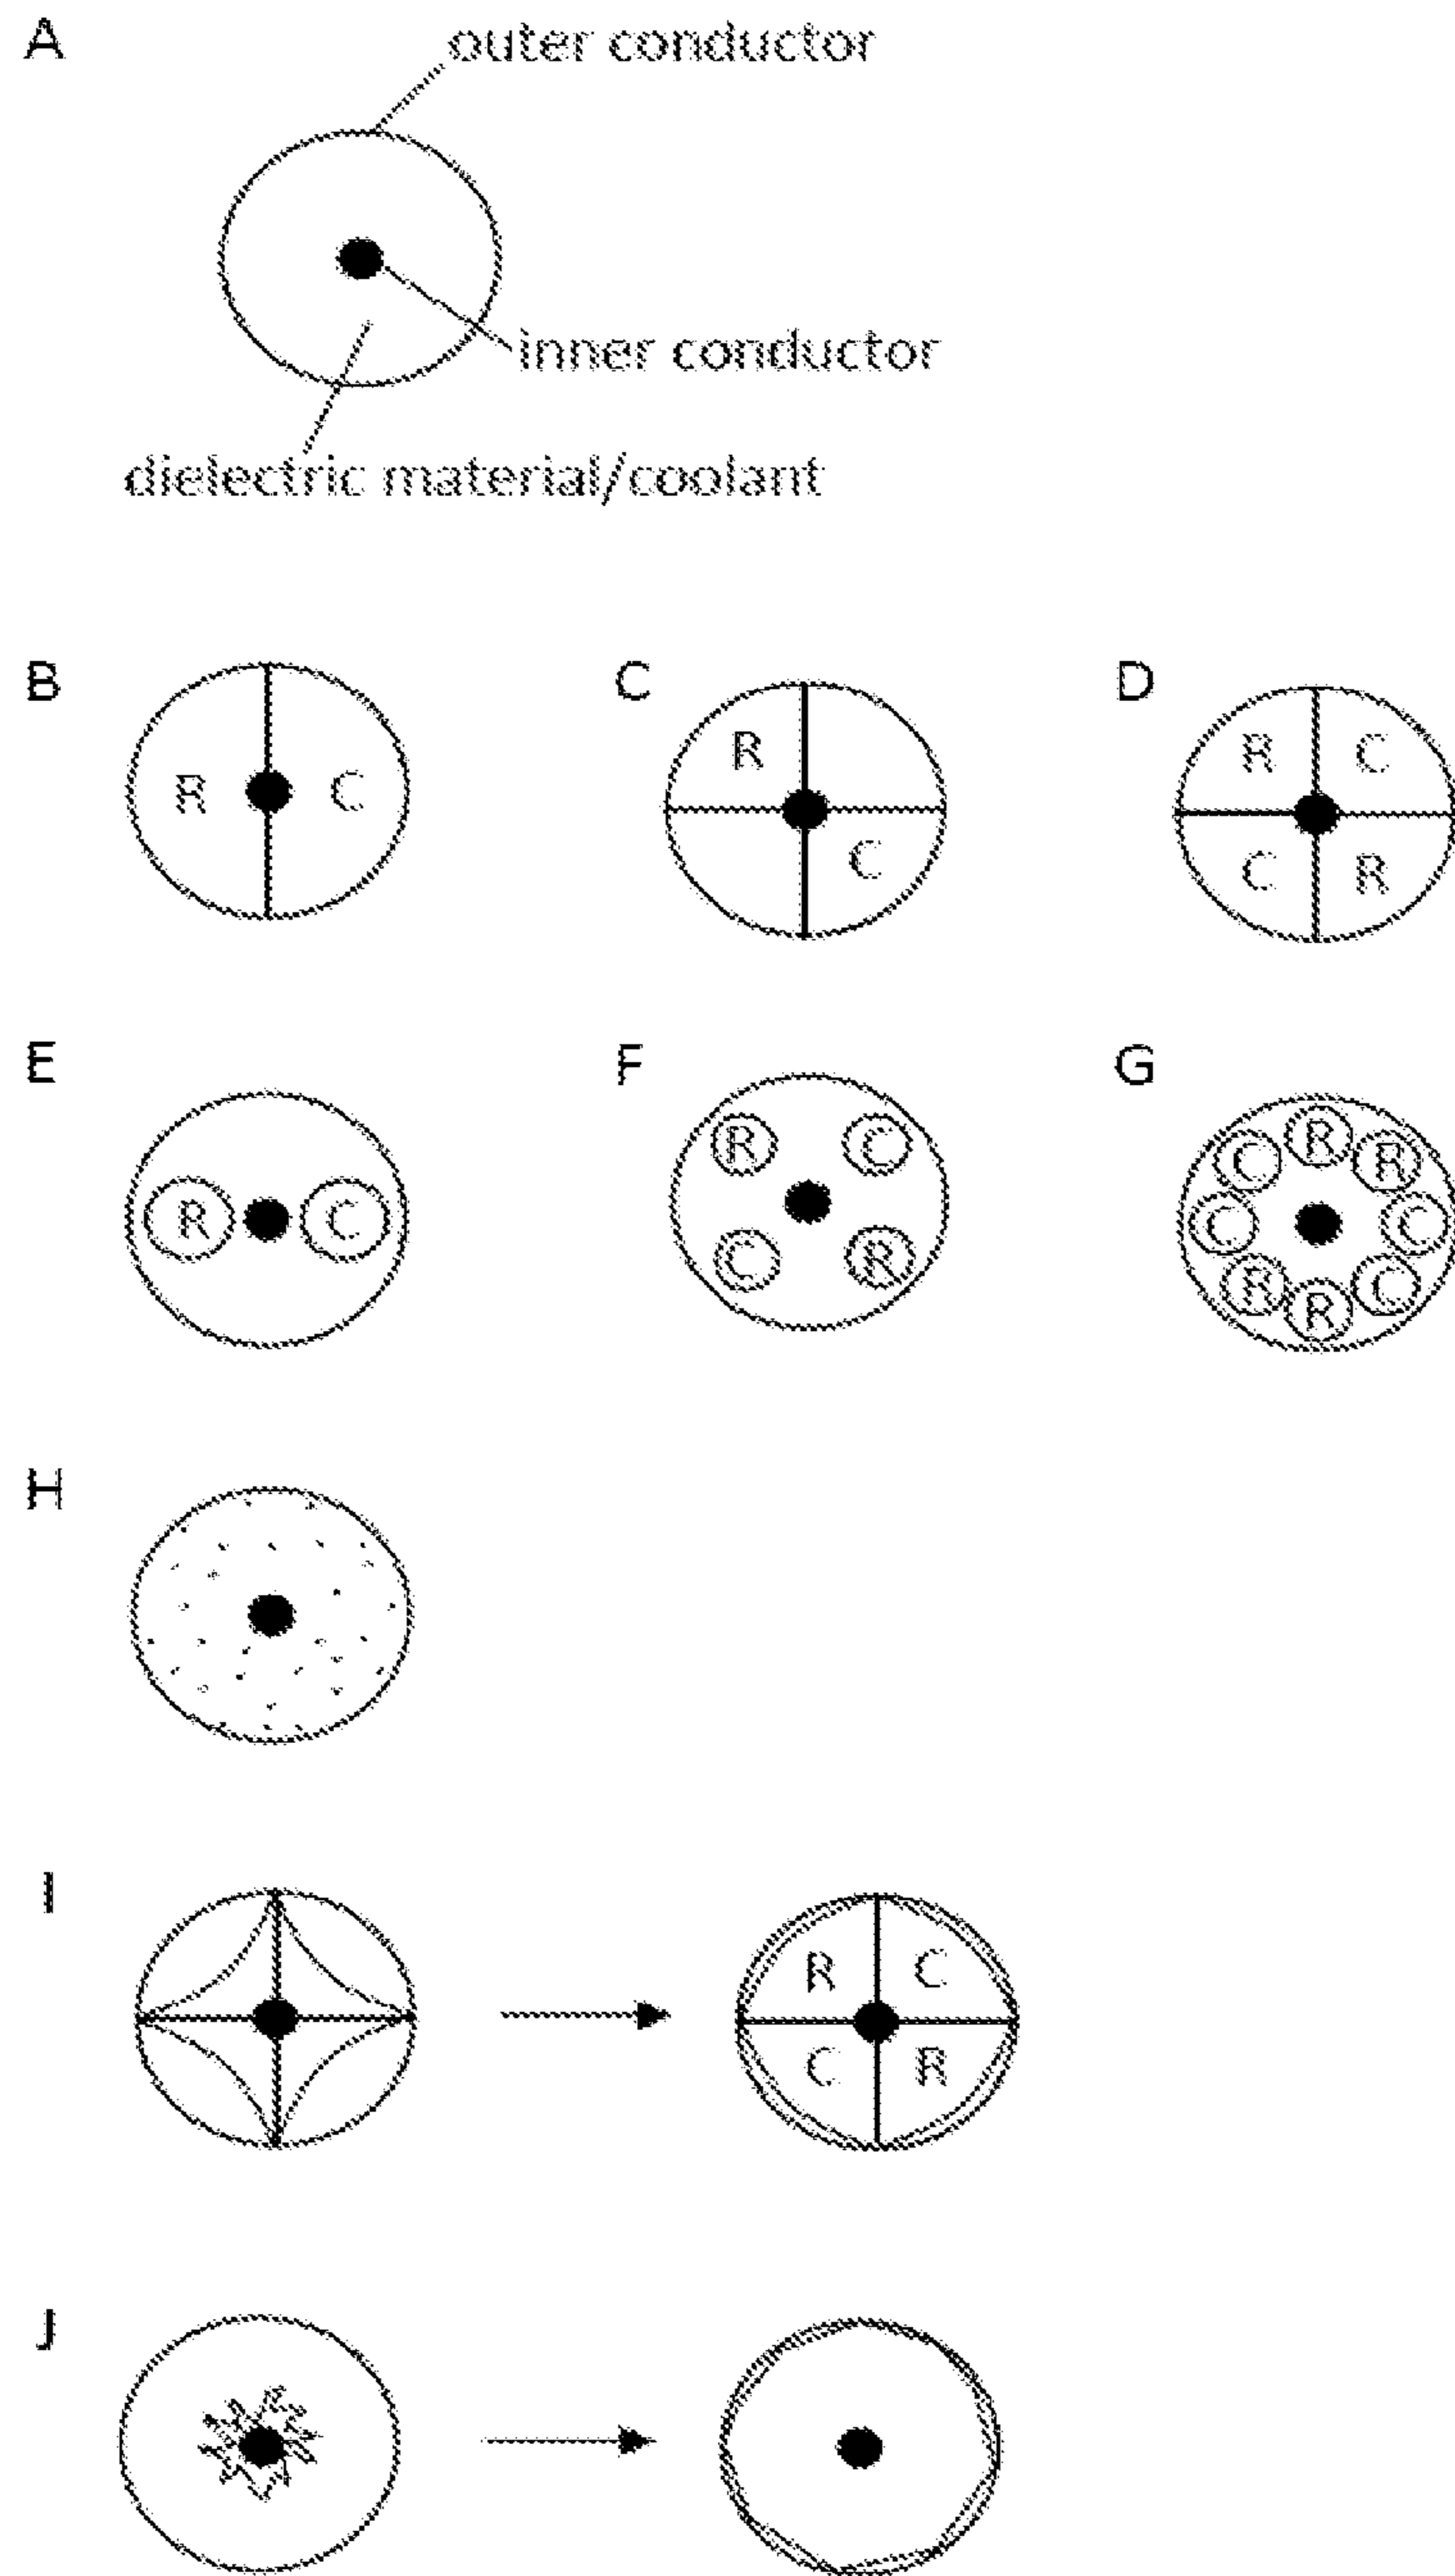 A
outer conductor
inner conductor
dielectric material/coolant
B C D
R C
R
C
R C
C R
E F G
R C
R C
C R
R
C R
C C
R C
R
H
I
R C
C R
J